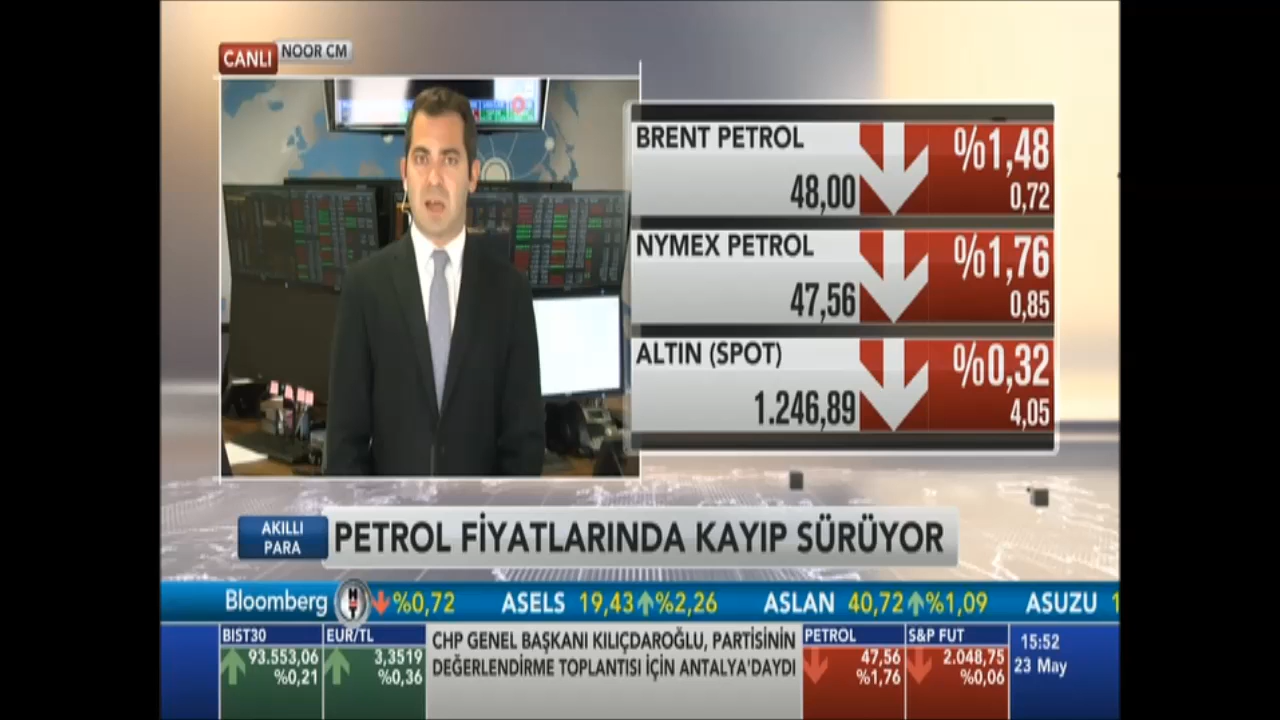 CANLI
NOOR CM
BRENT PETROL
%1,48
48,00
0,72
NYMEX PETROL
%1,76
47,56
0,85
ALTIN (SPOT)
%0,32
1.246,89
4,05
AKILLI
PARA
PETROL FİYATLARINDA KAYIP SÜRÜYOR
Bloomberg HT %0,72 ASELS 19,43 %2,26 ASLAN 40,72 %1,09 ASUZU 1
BIST30
93.553,06
%0,21
EUR/TL
3,3519
%0,36
CHP GENEL BAŞKANI KILIÇDAROĞLU, PARTİSİNİN
DEĞERLENDİRME TOPLANTISI İÇİN ANTALYA'DAYDI
PETROL
47,56
%1,76
S&P FUT
2.048,75
%0,06
15:52
23 May